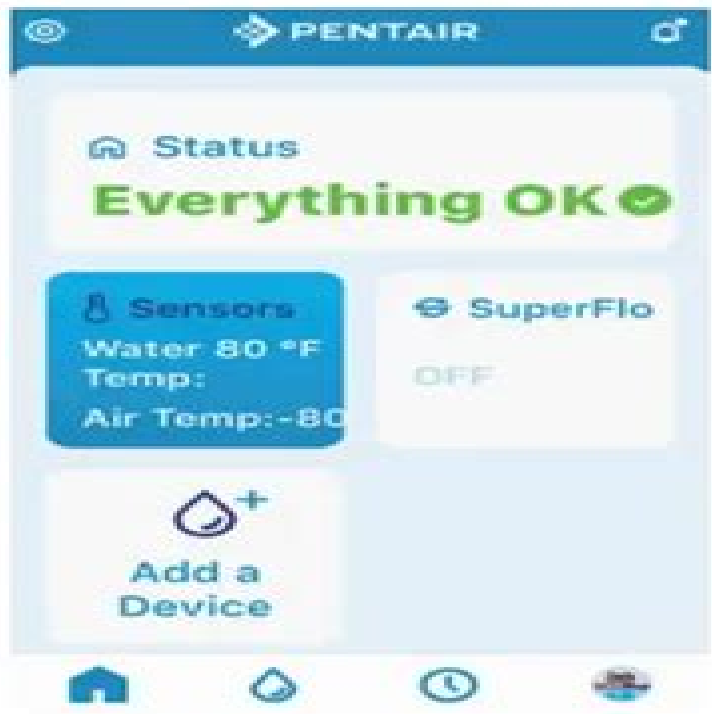 PENTAIR
Status
Everything OK
Sensors
Water 80 °F
Temp:
Air Temp:-80
SuperFlo
OFF
Add a
Device